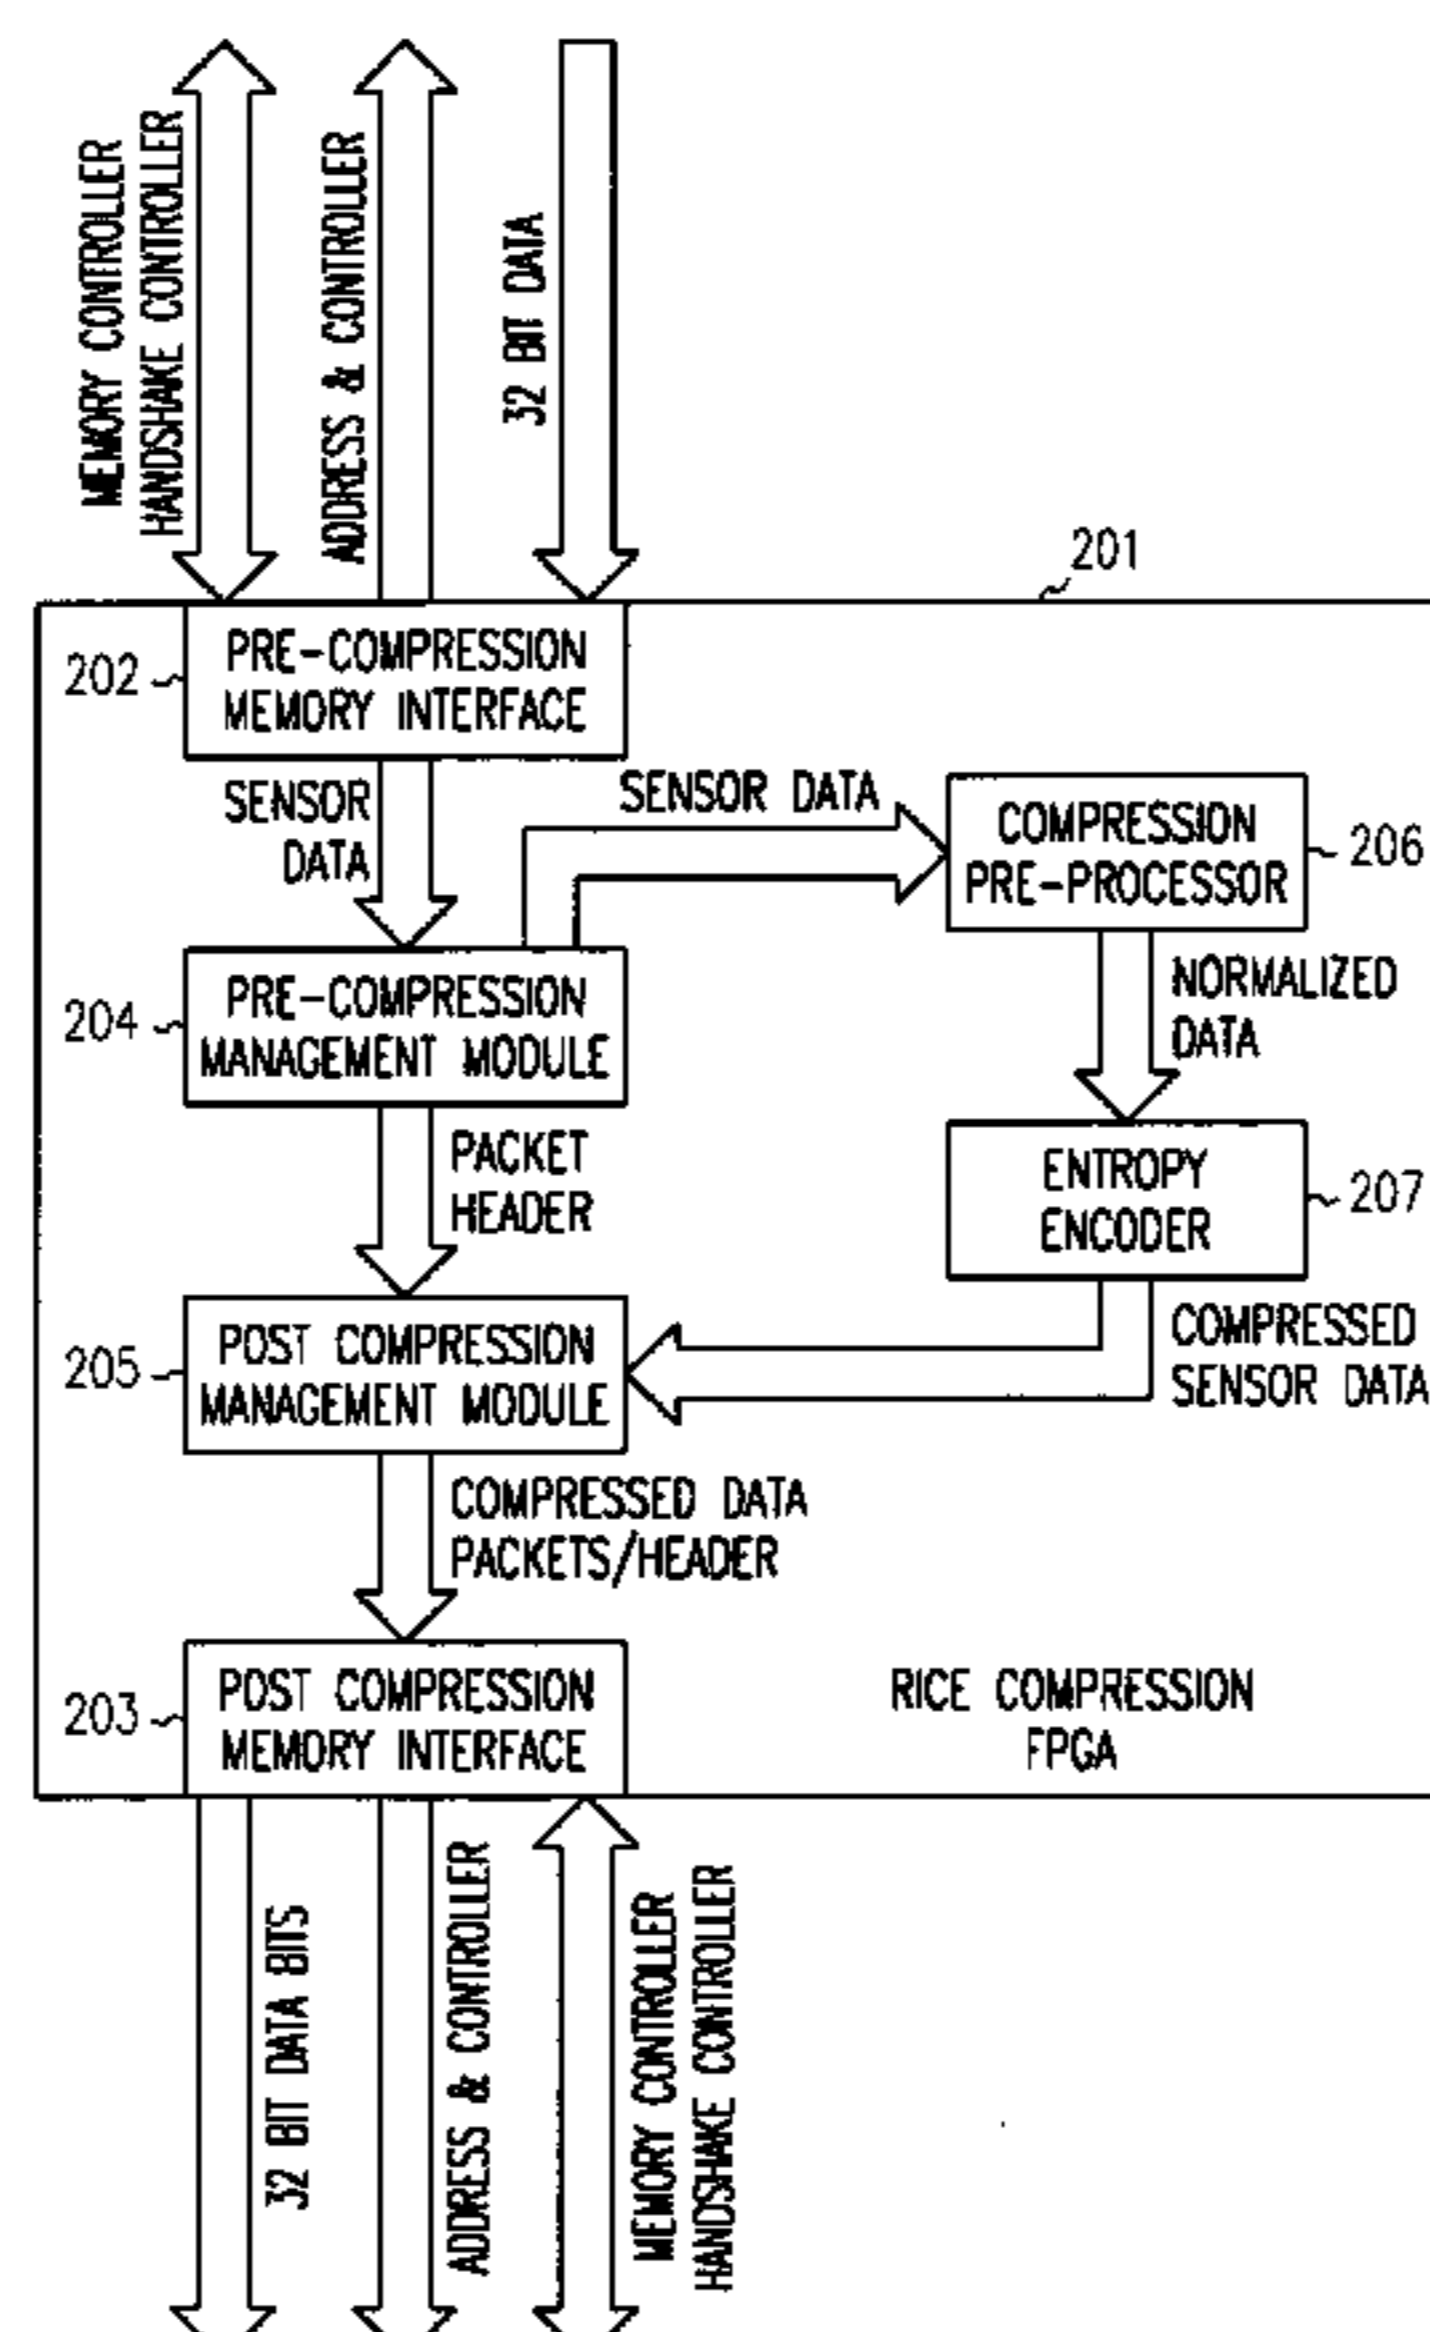 MEMORY CONTROLLER
HANDSHAKE CONTROLLER
ADDRESS & CONTROLLER
32 BIT DATA
201
202
PRE-COMPRESSION
MEMORY INTERFACE
SENSOR
DATA
SENSOR DATA
COMPRESSION
PRE-PROCESSOR
206
204
PRE-COMPRESSION
MANAGEMENT MODULE
NORMALIZED
DATA
PACKET
HEADER
ENTROPY
ENCODER
207
205
POST COMPRESSION
MANAGEMENT MODULE
COMPRESSED
SENSOR DATA
COMPRESSED DATA
PACKETS/HEADER
203
POST COMPRESSION
MEMORY INTERFACE
RICE COMPRESSION
FPGA
32 BIT DATA BITS
ADDRESS & CONTROLLER
MEMORY CONTROLLER
HANDSHAKE CONTROLLER